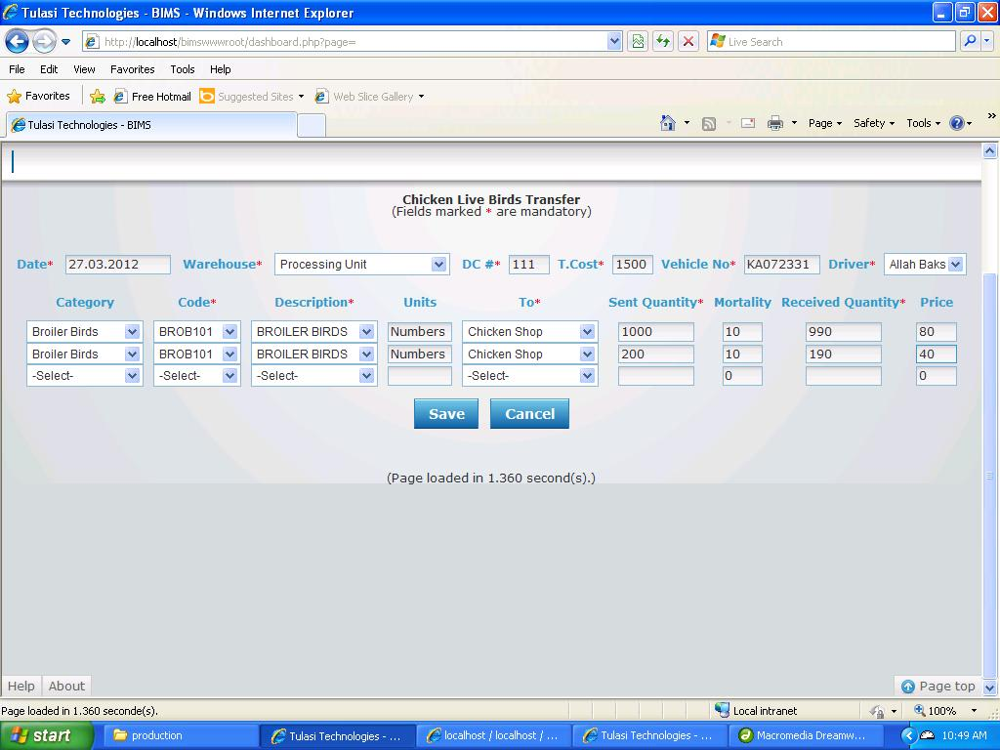 Tulasi Technologies - BIMS - Windows Internet Explorer
http://localhost/bimswwwroot/dashboard.php?page=
Live Search
File Edit View Favorites Tools Help
Favorites Free Hotmail Suggested Sites Web Slice Gallery
Tulasi Technologies - BIMS Page Safety Tools »
Chicken Live Birds Transfer
(Fields marked * are mandatory)
Date* 27.03.2012 Warehouse* Processing Unit DC #* 111 T.Cost* 1500 Vehicle No* KA072331 Driver* Allah Baks
Category Code* Description* Units To* Sent Quantity* Mortality Received Quantity* Price
Broiler Birds BROB101 BROILER BIRDS Numbers Chicken Shop 1000 10 990 80
Broiler Birds BROB101 BROILER BIRDS Numbers Chicken Shop 200 10 190 40
-Select- -Select- -Select- -Select- 0 0
Save Cancel
(Page loaded in 1.360 second(s).)
Help About Page top
Page loaded in 1.360 seconde(s). Local intranet 100%
start production Tulasi Technologies - ... localhost / localhost / ... Tulasi Technologies - ... Macromedia Dreamw... 10:49 AM